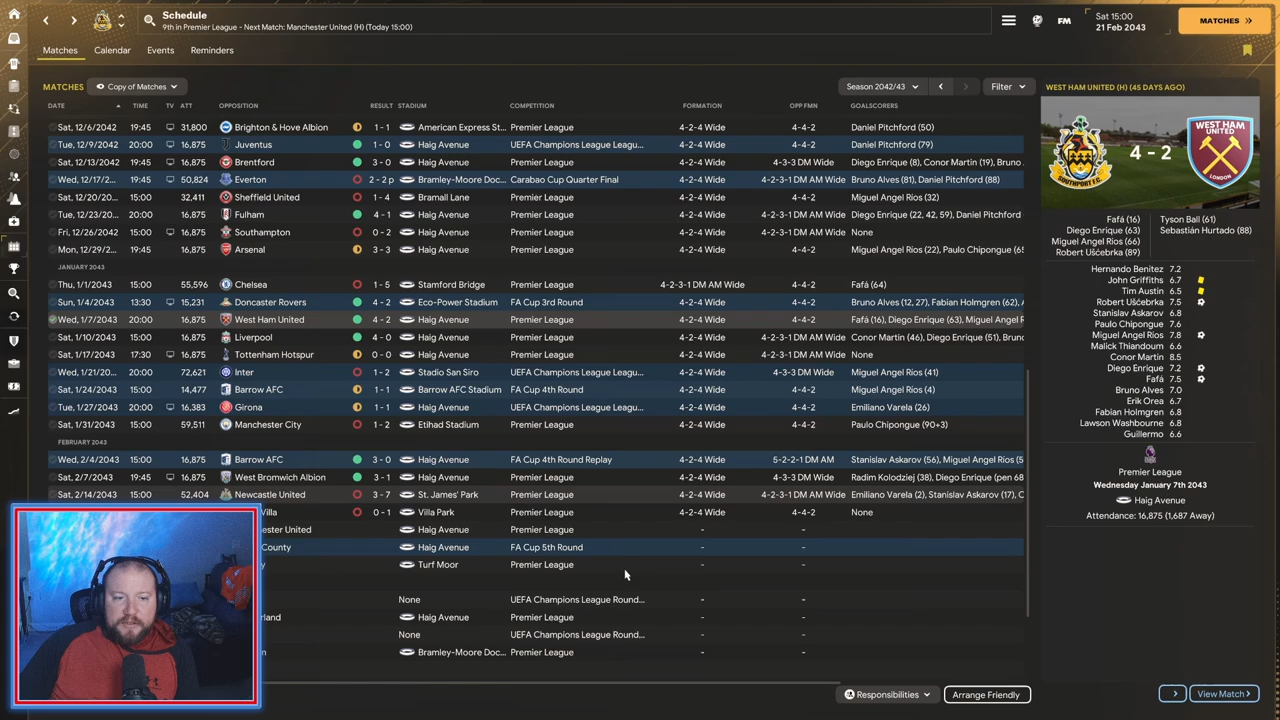 Schedule
9th in Premier League - Next Match: Manchester United (H) (Today 15:00)
FM
Sat 15:00
21 Feb 2043
MATCHES
Matches Calendar Events Reminders
MATCHES Copy of Matches Season 2042/43 Filter
DATE TIME TV ATT OPPOSITION RESULT STADIUM COMPETITION FORMATION OPP FMN GOALSCORERS
Sat, 12/6/2042 19:45 31,800 Brighton & Hove Albion 1 - 1 American Express St... Premier League 4-2-4 Wide 4-4-2 Daniel Pitchford (50)
Tue, 12/9/2042 20:00 16,875 Juventus 1 - 0 Haig Avenue UEFA Champions League Leagu... 4-2-4 Wide 4-4-2 Daniel Pitchford (79)
Sat, 12/13/2042 19:45 16,875 Brentford 3 - 0 Haig Avenue Premier League 4-2-4 Wide 4-3-3 DM Wide Diego Enrique (8), Conor Martin (19), Bruno
Wed, 12/17/2... 19:45 50,824 Everton 2 - 2 p Bramley-Moore Doc... Carabao Cup Quarter Final 4-2-4 Wide 4-2-3-1 DM AM Wide Bruno Alves (81), Daniel Pitchford (88)
Sat, 12/20/20... 15:00 32,411 Sheffield United 1 - 4 Bramall Lane Premier League 4-2-4 Wide 4-2-3-1 DM AM Wide Miguel Angel Ríos (32)
Tue, 12/23/20... 20:00 16,875 Fulham 4 - 1 Haig Avenue Premier League 4-2-4 Wide 4-2-3-1 DM AM Wide Diego Enrique (22, 42, 59), Daniel Pitchford
Fri, 12/26/2042 15:00 16,875 Southampton 0 - 2 Haig Avenue Premier League 4-2-4 Wide 4-2-3-1 DM AM Wide None
Mon, 12/29/2... 19:45 16,875 Arsenal 3 - 3 Haig Avenue Premier League 4-2-4 Wide 4-4-2 Miguel Angel Ríos (22), Paulo Chipongue (65
JANUARY 2043
Thu, 1/1/2043 15:00 55,596 Chelsea 1 - 5 Stamford Bridge Premier League 4-2-3-1 DM AM Wide 4-4-2 Fafá (64)
Sun, 1/4/2043 13:30 15,231 Doncaster Rovers 4 - 2 Eco-Power Stadium FA Cup 3rd Round 4-2-4 Wide 4-4-2 Bruno Alves (12, 27), Fabian Holmgren (62), A
Wed, 1/7/2043 20:00 16,875 West Ham United 4 - 2 Haig Avenue Premier League 4-2-4 Wide 4-4-2 Fafá (16), Diego Enrique (63), Miguel Angel R
Sat, 1/10/2043 15:00 16,875 Liverpool 4 - 0 Haig Avenue Premier League 4-2-4 Wide 4-2-3-1 DM AM Wide Conor Martin (46), Diego Enrique (51), Bruno
Sat, 1/17/2043 17:30 16,875 Tottenham Hotspur 0 - 0 Haig Avenue Premier League 4-2-4 Wide 4-2-3-1 DM AM Wide None
Wed, 1/21/20... 20:00 72,621 Inter 1 - 2 Stadio San Siro UEFA Champions League Leagu... 4-2-4 Wide 4-3-3 DM Wide Miguel Angel Ríos (41)
Sat, 1/24/2043 15:00 14,477 Barrow AFC 1 - 1 Barrow AFC Stadium FA Cup 4th Round 4-2-4 Wide 4-4-2 Miguel Angel Ríos (4)
Tue, 1/27/2043 20:00 16,383 Girona 1 - 1 Haig Avenue UEFA Champions League Leagu... 4-2-4 Wide 4-4-2 Emiliano Varela (26)
Sat, 1/31/2043 15:00 59,511 Manchester City 1 - 2 Etihad Stadium Premier League 4-2-4 Wide 4-4-2 Paulo Chipongue (90+3)
FEBRUARY 2043
Wed, 2/4/2043 15:00 16,875 Barrow AFC 3 - 0 Haig Avenue FA Cup 4th Round Replay 4-2-4 Wide 5-2-2-1 DM AM Stanislav Askarov (56), Miguel Angel Ríos (5
Sat, 2/7/2043 19:45 16,875 West Bromwich Albion 3 - 1 Haig Avenue Premier League 4-2-4 Wide 4-3-3 DM Wide Radim Kolodziej (38), Diego Enrique (pen 68
Sat, 2/14/2043 15:00 52,404 Newcastle United 3 - 7 St. James' Park Premier League 4-2-4 Wide 4-2-3-1 DM AM Wide Emiliano Varela (2), Stanislav Askarov (17), C
Villa 0 - 1 Villa Park Premier League 4-2-4 Wide 4-4-2 None
ester United Haig Avenue Premier League - -
County Haig Avenue FA Cup 5th Round - -
y Turf Moor Premier League - -
None UEFA Champions League Round... - -
rland Haig Avenue Premier League - -
None UEFA Champions League Round... - -
n Bramley-Moore Doc... Premier League - -
Responsibilities Arrange Friendly
WEST HAM UNITED (H) (45 DAYS AGO)
SOUTHPORT F.C. 4 - 2 WEST HAM UNITED LONDON
Fafá (16) Tyson Ball (61)
Diego Enrique (63) Sebastián Hurtado (88)
Miguel Angel Ríos (66)
Robert Ušćebrka (89)
Hernando Benítez 7.2
John Griffiths 6.7
Tim Austin 6.5
Robert Ušćebrka 7.5
Stanislav Askarov 6.8
Paulo Chipongue 7.6
Miguel Angel Ríos 7.8
Malick Thiandoum 6.6
Conor Martin 8.5
Diego Enrique 7.2
Fafá 7.5
Bruno Alves 7.0
Erik Orea 6.7
Fabian Holmgren 6.8
Lawson Washbourne 6.8
Guillermo 6.6
Premier League
Wednesday January 7th 2043
Haig Avenue
Attendance: 16,875 (1,687 Away)
View Match